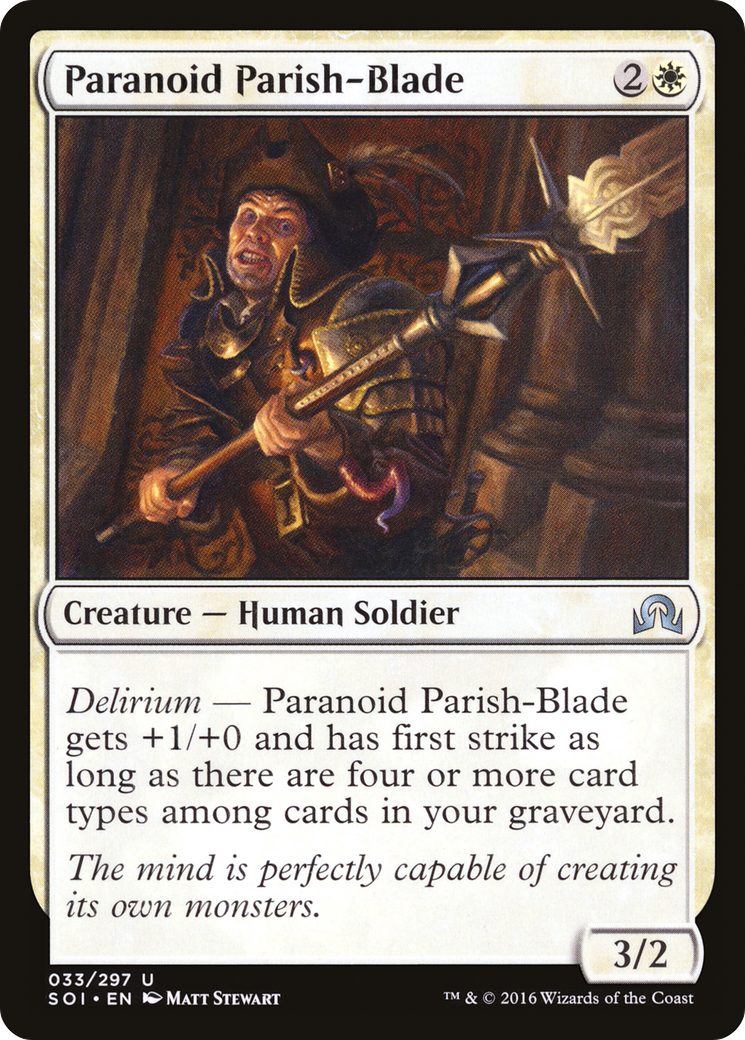 Paranoid Parish-Blade 2
Creature — Human Soldier
Delirium — Paranoid Parish-Blade
gets +1/+0 and has first strike as
long as there are four or more card
types among cards in your graveyard.
The mind is perfectly capable of creating
its own monsters.
3/2
033/297 U
SOI • EN Matt Stewart
™ & © 2016 Wizards of the Coast